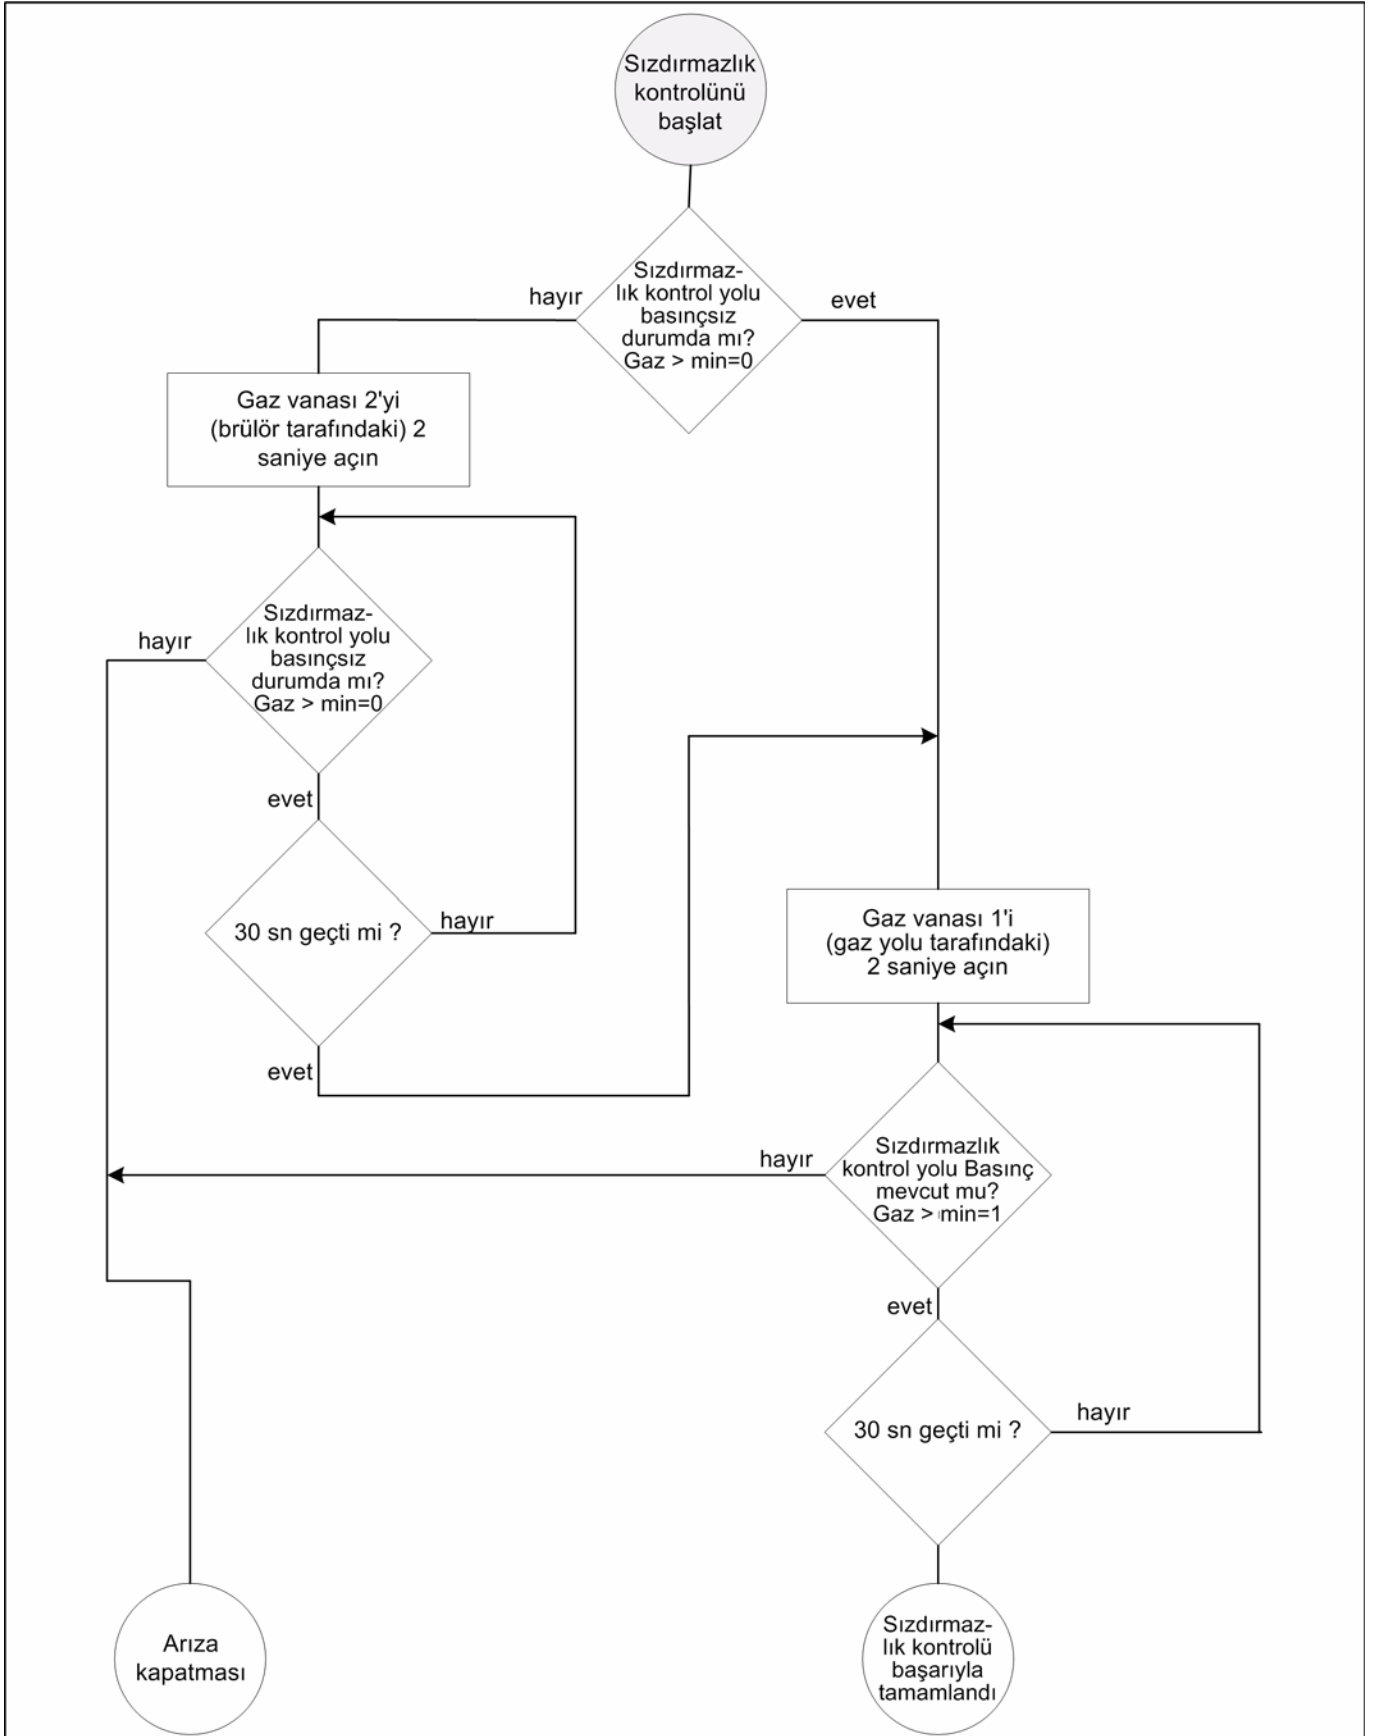 Sızdırmazlık
kontrolünü
başlat
Sızdırmaz-
lık kontrol yolu
basınçsız
durumda mı?
Gaz > min=0
hayır
evet
Gaz vanası 2'yi
(brülör tarafındaki) 2
saniye açın
Sızdırmaz-
lık kontrol yolu
basınçsız
durumda mı?
Gaz > min=0
hayır
evet
30 sn geçti mi ?
hayır
evet
Gaz vanası 1'i
(gaz yolu tarafındaki)
2 saniye açın
Sızdırmazlık
kontrol yolu Basınç
mevcut mu?
Gaz > min=1
hayır
evet
30 sn geçti mi ?
hayır
Arıza
kapatması
Sızdırmaz-
lık kontrolü
başarıyla
tamamlandı